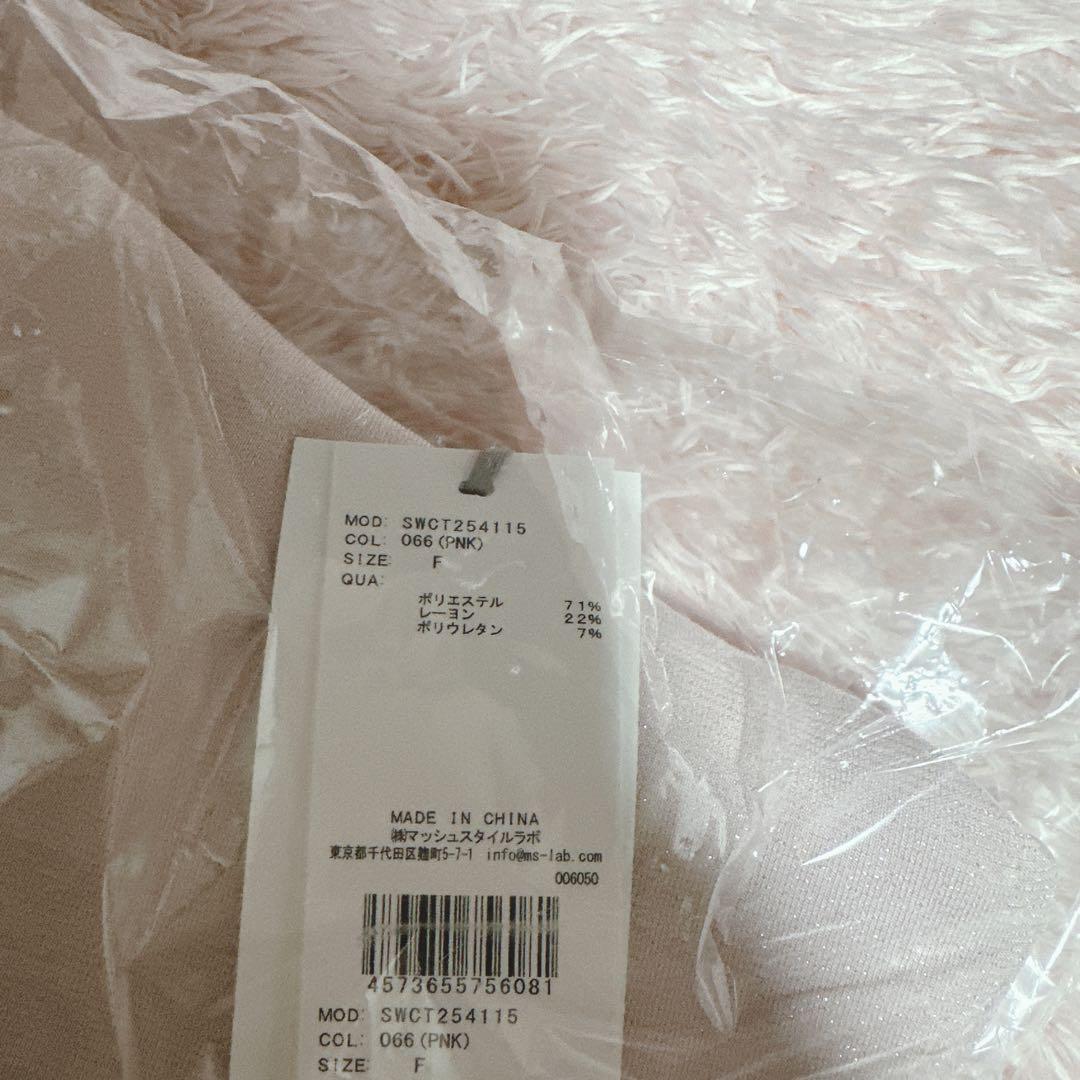 MOD: SWCT254115
COL: 066(PNK)
SIZE: F
QUA:
ポリエステル 71%
レーヨン 22%
ポリウレタン 7%
MADE IN CHINA
㈱マッシュスタイルラボ
東京都千代田区麹町5-7-1 info@ms-lab.com
006050
4573655756081
MOD: SWCT254115
COL: 066(PNK)
SIZE: F